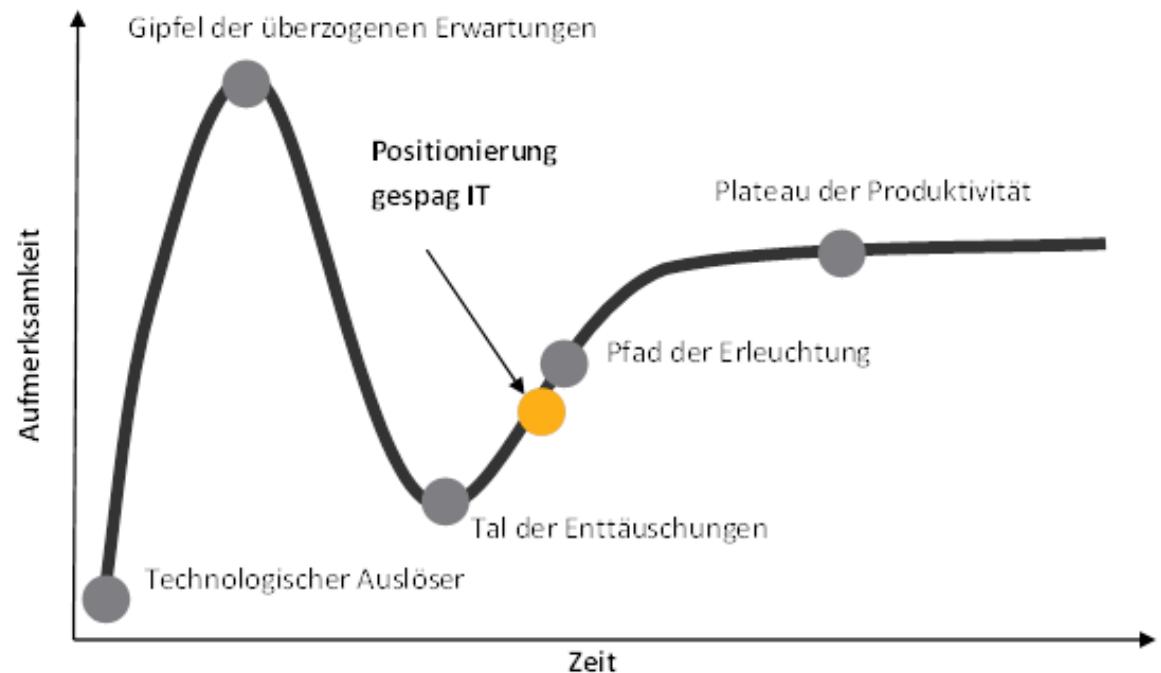 Gipfel der überzogenen Erwartungen
Positionierung
gespag IT
Plateau der Produktivität
Aufmerksamkeit
Pfad der Erleuchtung
Tal der Enttäuschungen
Technologischer Auslöser
Zeit